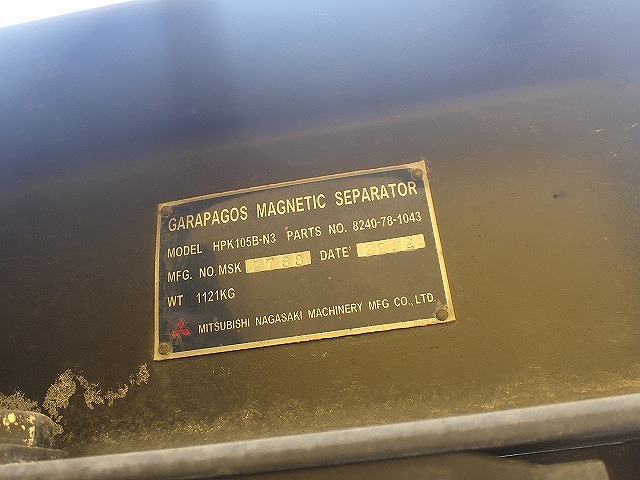 GARAPAGOS MAGNETIC SEPARATOR
MODEL HPK105B-N3 PARTS NO. 8240-78-1043
MFG. NO. MSK 2788 DATE'
WT 1121KG
MITSUBISHI NAGASAKI MACHINERY MFG. CO., LTD.